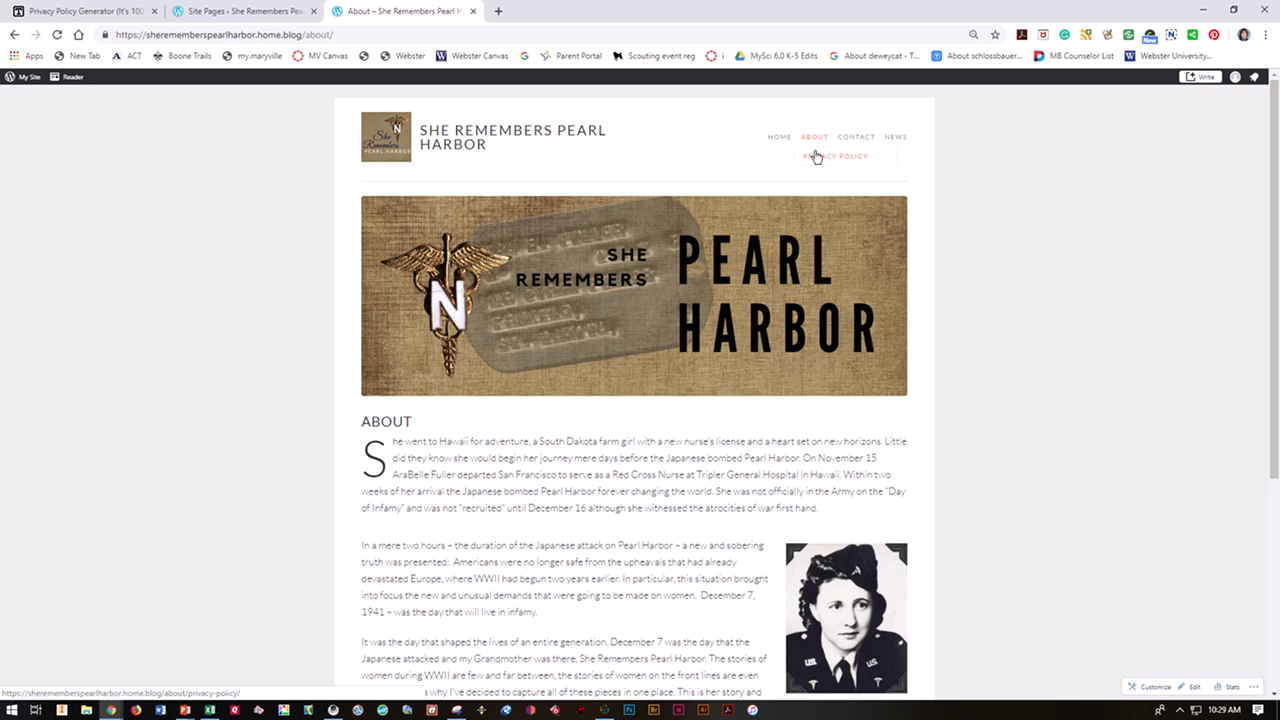 Privacy Policy Generator (It's 100
Site Pages ‹ She Remembers Pea
About – She Remembers Pearl H
https://sheremembers​pearlharbor.home.blog/about/
Apps
New Tab
ACT
Boone Trails
my.maryville
MV Canvas
Webster
Webster Canvas
Parent Portal
Scouting event reg
i
MySci 6.0 K-5 Edits
About deweycat - T...
About schlossbauer...
MB Counselor List
Webster University...
My Site
Reader
Write
SHE REMEMBERS PEARL
HARBOR
HOME
ABOUT
CONTACT
NEWS
PRIVACY POLICY
N
She
Remembers
PEARL HARBOR
SHE
REMEMBERS
PEARL
HARBOR
N
ABOUT
She went to Hawaii for adventure, a South Dakota farm girl with a new nurse's license and a heart set on new horizons. Little
did they know she would begin her journey mere days before the Japanese bombed Pearl Harbor. On November 15
AraBelle Fuller departed San Francisco to serve as a Red Cross Nurse at Tripler General Hospital in Hawaii. Within two
weeks of her arrival the Japanese bombed Pearl Harbor forever changing the world. She was not officially in the Army on the "Day
of Infamy" and was not "recruited" until December 16 although she witnessed the atrocities of war first hand.
In a mere two hours – the duration of the Japanese attack on Pearl Harbor – a new and sobering
truth was presented: Americans were no longer safe from the upheavals that had already
devastated Europe, where WWII had begun two years earlier. In particular, this situation brought
into focus the new and unusual demands that were going to be made on women. December 7,
1941 – was the day that will live in infamy.
It was the day that shaped the lives of an entire generation. December 7 was the day that the
Japanese attacked and my Grandmother was there, She Remembers Pearl Harbor. The stories of
women during WWII are few and far between, the stories of women on the front lines are even
why I've decided to capture all of these pieces in one place. This is her story and
https://sheremembers​pearlharbor.home.blog/about/privacy-policy/
Customize
Edit
Stats
10:29 AM